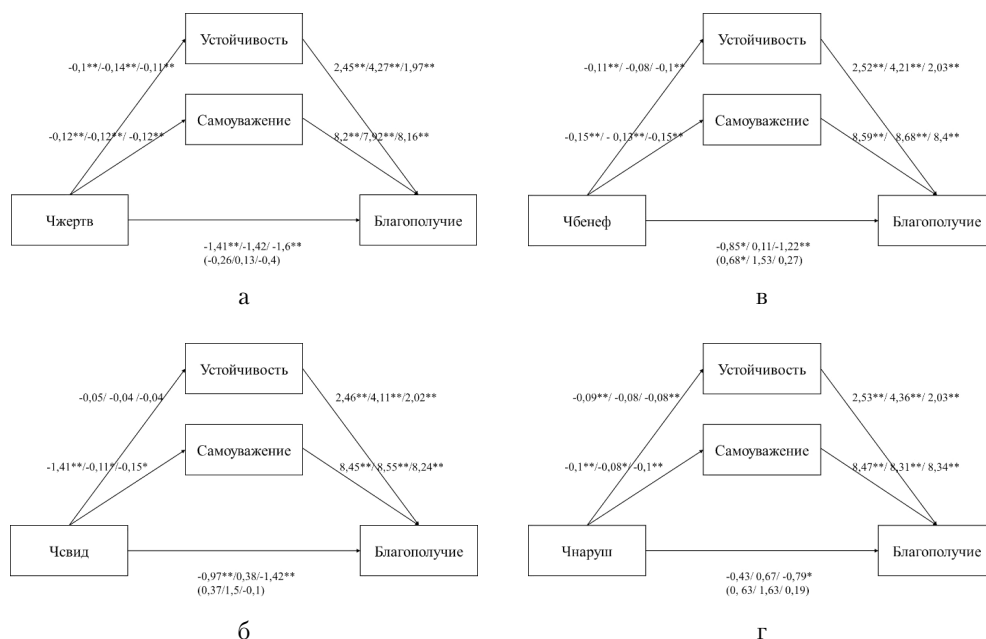 Устойчивость
-0,1**/-0,14**/-0,11**
2,45**/4,27**/1,97**
Самоуважение
-0,12**/-0,12**/ -0,12**
8,2**/7,92**/8,16**
Чжертв
Благополучие
-1,41**/-1,42/ -1,6**
(-0,26/0,13/-0,4)
а
Устойчивость
-0,11**/ -0,08/ -0,1**
2,52**/ 4,21**/ 2,03**
Самоуважение
-0,15**/ - 0,13**/-0,15**
8,59**/ 8,68**/ 8,4**
Чбенеф
Благополучие
-0,85*/ 0,11/-1,22**
(0,68*/ 1,53/ 0,27)
в
Устойчивость
-0,05/ -0,04 /-0,04
2,46**/4,11**/2,02**
Самоуважение
-1,41**/-0,11*/-0,15*
8,45**/ 8,55**/8,24**
Чсвид
Благополучие
-0,97**/0,38/-1,42**
(0,37/1,5/-0,1)
б
Устойчивость
-0,09**/ -0,08/ -0,08**
2,53**/ 4,36**/ 2,03**
Самоуважение
-0,1**/-0,08*/ -0,1**
8,47**/ 8,31**/ 8,34**
Чнаруш
Благополучие
-0,43/ 0,67/ -0,79*
(0, 63/ 1,63/ 0,19)
г